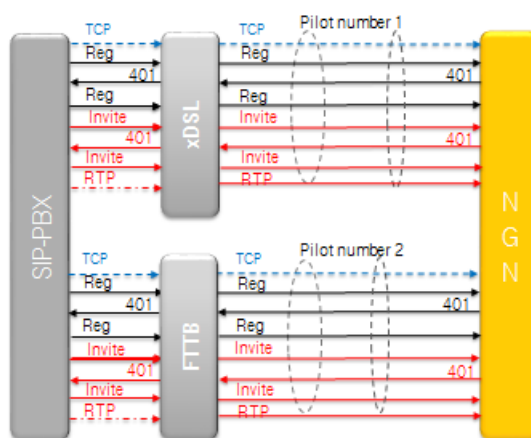 Pilot number 1
TCP TCP
Reg Reg
401 401
Reg Reg
Invite Invite
401 401
Invite Invite
RTP RTP
xDSL
SIP-PBX
NGN
Pilot number 2
TCP TCP
Reg Reg
401 401
Reg Reg
Invite Invite
401 401
Invite Invite
RTP RTP
FTTB